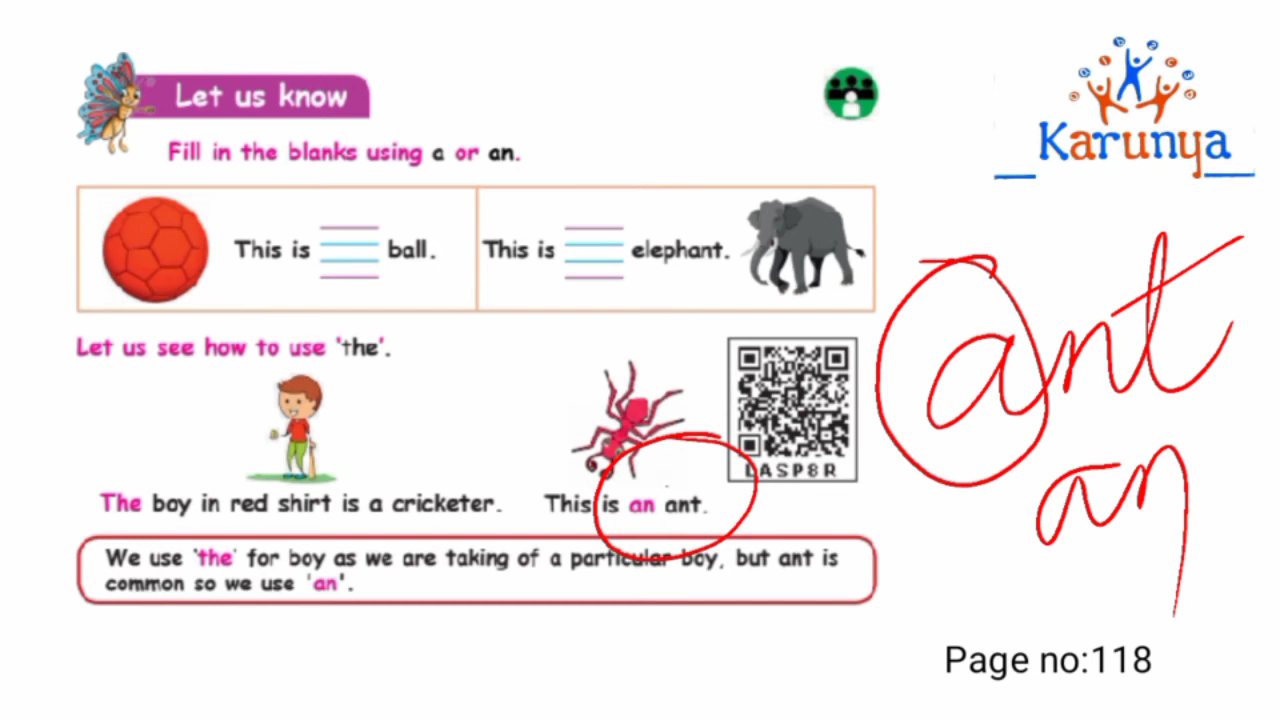 Let us know
Fill in the blanks using a or an.
This is ball.
This is elephant.
Let us see how to use 'the'.
LASP8R
The boy in red shirt is a cricketer.
This is an ant.
We use 'the' for boy as we are taking of a particular boy, but ant is
common so we use 'an'.
Karunya
ant
an
Page no:118